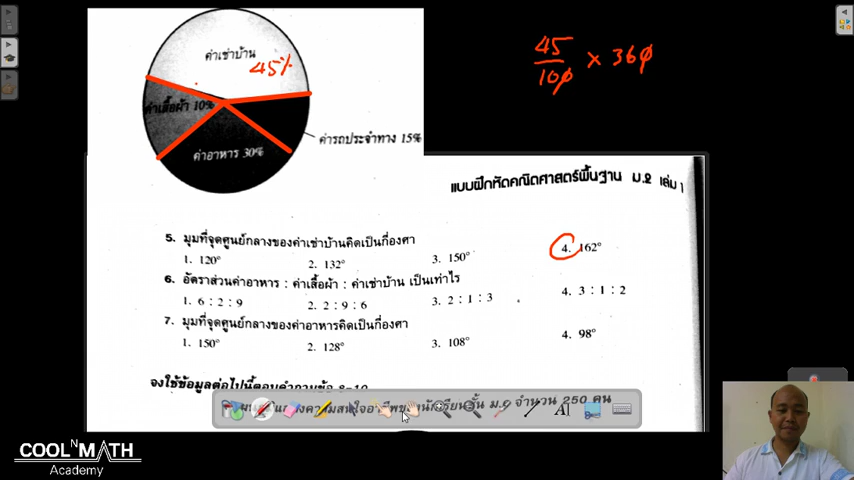 ค่าเช่าบ้าน
45%
ค่าเสื้อผ้า 10%
ค่ารถประจำทาง 15%
ค่าอาหาร 30%
45
100
× 360
แบบฝึกหัดคณิตศาสตร์พื้นฐาน ม.2 เล่ม 1
5. มุมที่จุดศูนย์กลางของค่าเช่าบ้านคิดเป็นกี่องศา
1. 120° 2. 132° 3. 150° 4. 162°
6. อัตราส่วนค่าอาหาร : ค่าเสื้อผ้า : ค่าเช่าบ้าน เป็นเท่าไร
1. 6 : 2 : 9 2. 2 : 9 : 6 3. 2 : 1 : 3 4. 3 : 1 : 2
7. มุมที่จุดศูนย์กลางของค่าอาหารคิดเป็นกี่องศา
1. 150° 2. 128° 3. 108° 4. 98°
จงใช้ข้อมูลต่อไปนี้ตอบคำถามข้อ 8-10
จำนวน 250 คน
COOL N MATH
Academy